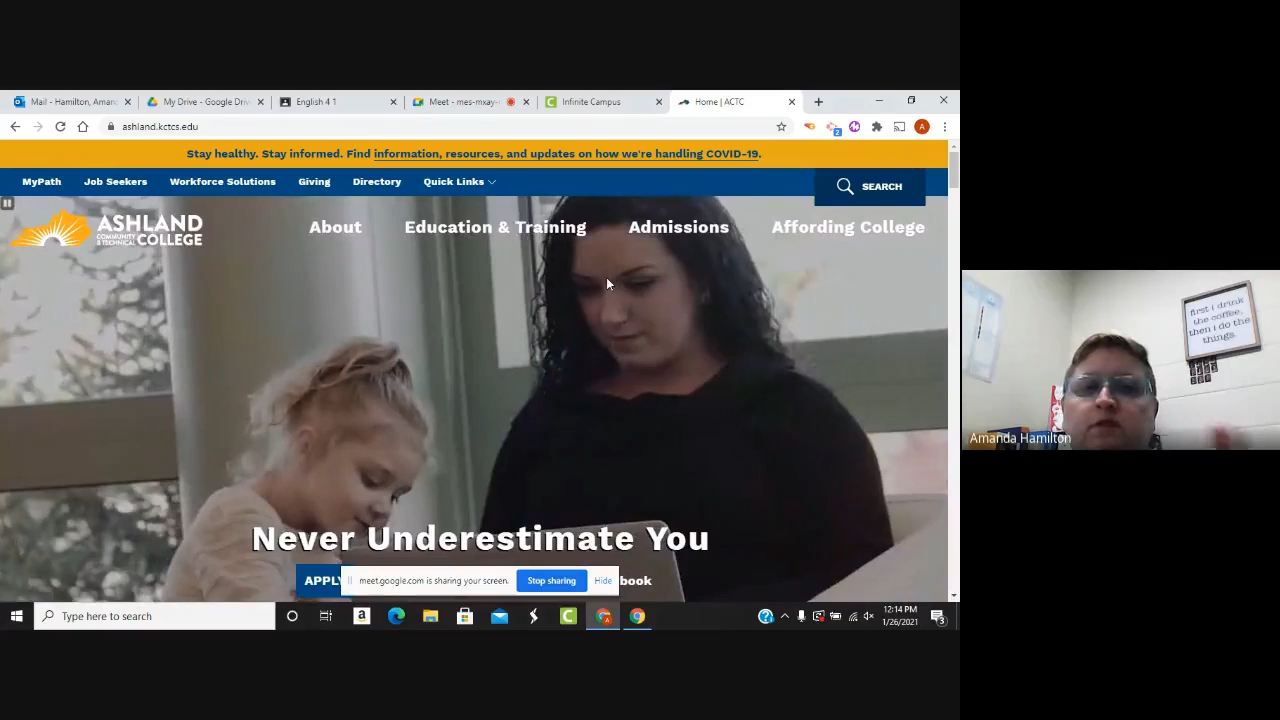 Mail - Hamilton, Aman
My Drive - Google Driv
English 4 1
Meet - mes-mxay-
Infinite Campus
Home | ACTC
ashland.kctcs.edu
A
2
Stay healthy. Stay informed. Find information, resources, and updates on how we're handling COVID-19.
MyPath
Job Seekers
Workforce Solutions
Giving
Directory
Quick Links
SEARCH
ASHLAND
COMMUNITY & TECHNICAL COLLEGE
About
Education & Training
Admissions
Affording College
first i drink
the coffee,
then i do the
things.
Amanda Hamilton
Never Underestimate You
APPLY
meet.google.com is sharing your screen.
Stop sharing
Hide
book
Type here to search
12:14 PM
1/26/2021
3